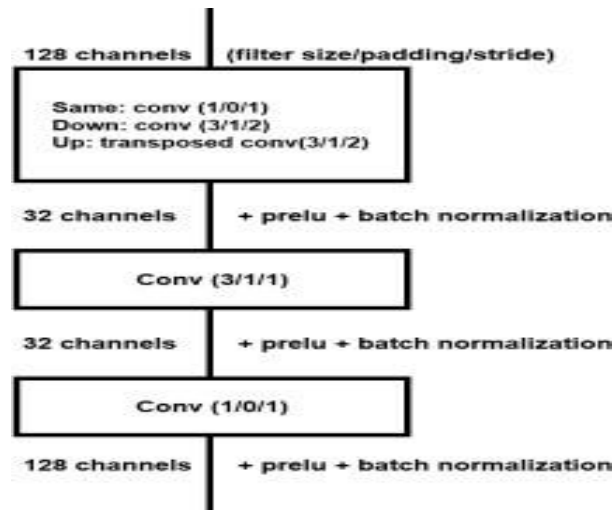 128 channels (filter size/padding/stride)
Same: conv (1/0/1)
Down: conv (3/1/2)
Up: transposed conv(3/1/2)
32 channels + prelu + batch normalization
Conv (3/1/1)
32 channels + prelu + batch normalization
Conv (1/0/1)
128 channels + prelu + batch normalization